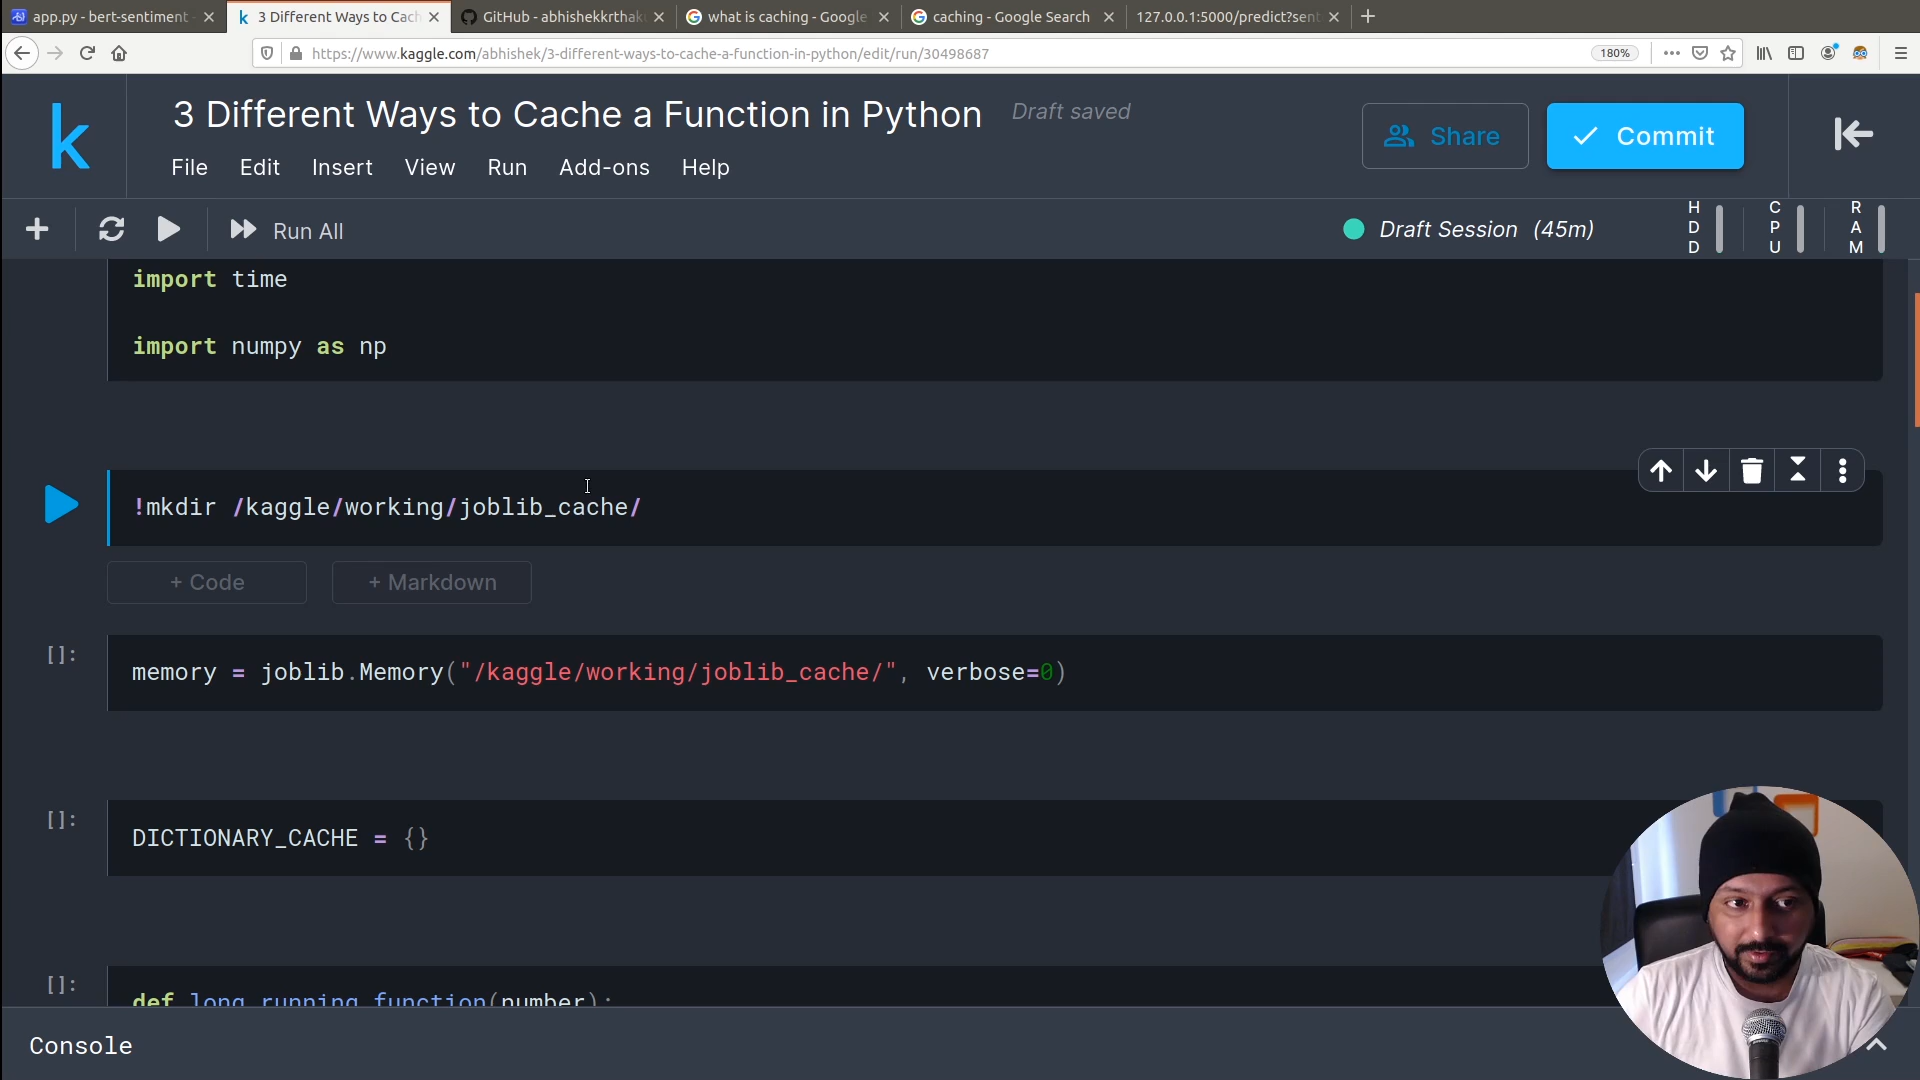 app.py - bert-sentiment
3 Different Ways to Cach
GitHub - abhishekkrthak
what is caching - Google
caching - Google Search
127.0.0.1:5000/predict?sent
https://www.kaggle.com/abhishek/3-different-ways-to-cache-a-function-in-python/edit/run/30498687
180%
k
3 Different Ways to Cache a Function in Python
Draft saved
Share
Commit
File Edit Insert View Run Add-ons Help
Run All
Draft Session (45m)
HDD
CPU
RAM
import time
import numpy as np
!mkdir /kaggle/working/joblib_cache/
+ Code
+ Markdown
[]:
memory = joblib.Memory("/kaggle/working/joblib_cache/", verbose=0)
[]:
DICTIONARY_CACHE = {}
[]:
def long_running_function(number):
Console